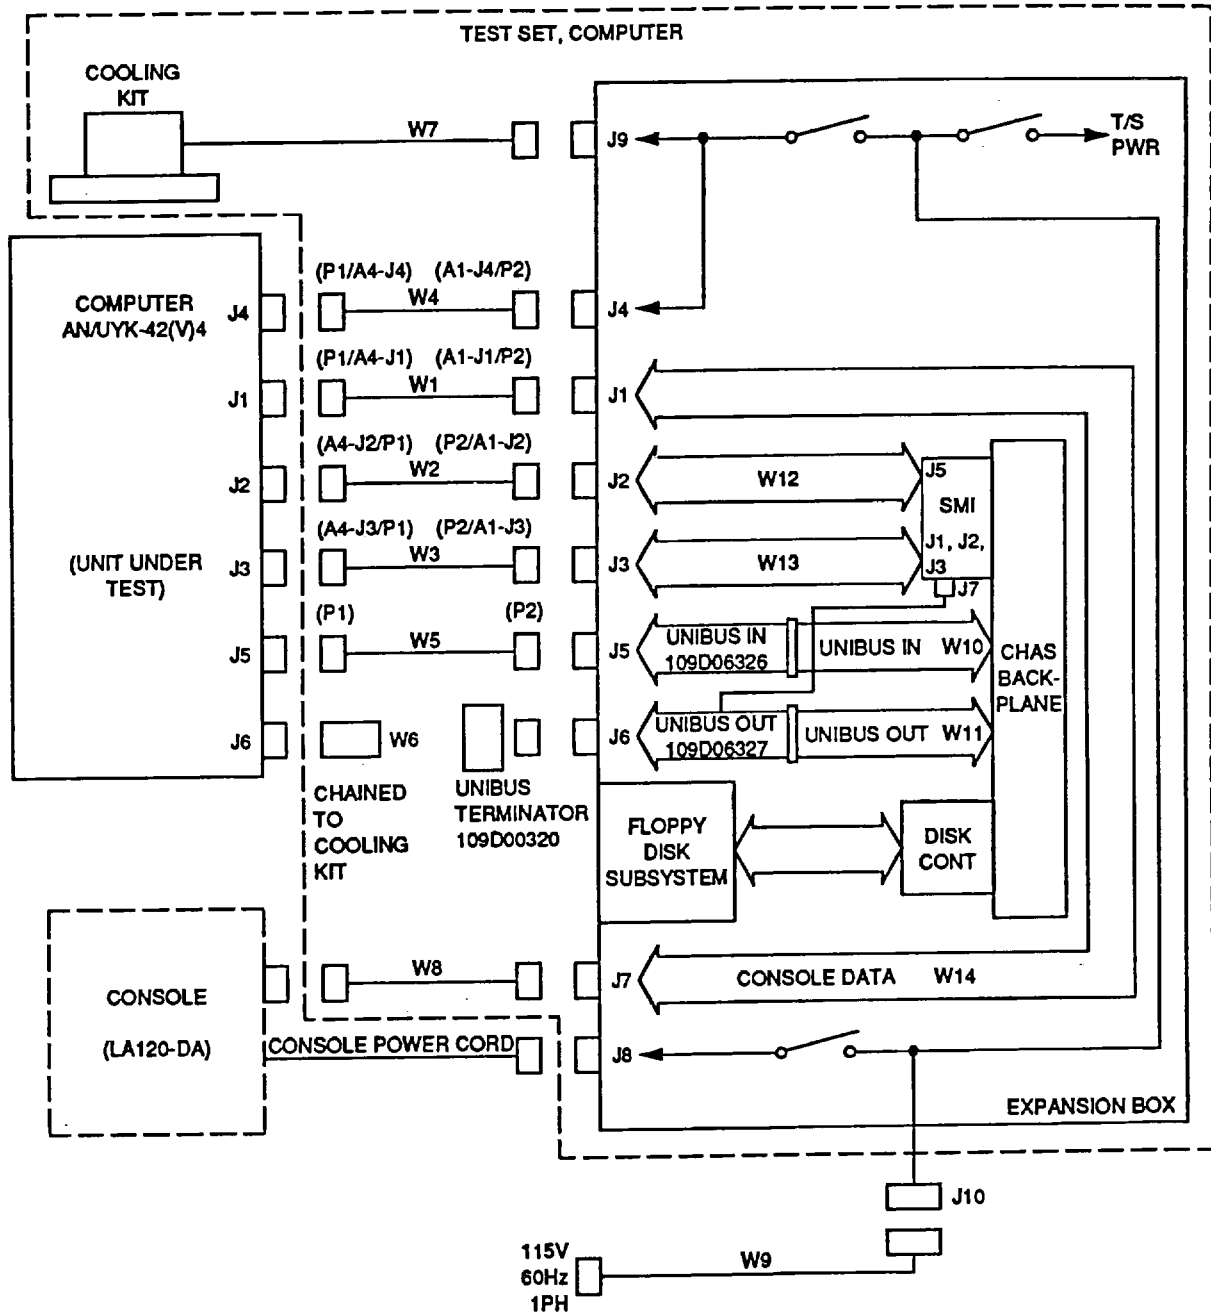 TEST SET, COMPUTER
COOLING
KIT
W7
J9
T/S
PWR
(P1/A4-J4) (A1-J4/P2)
COMPUTER
AN/UYK-42(V)4
J4
W4
J4
(P1/A4-J1) (A1-J1/P2)
J1
W1
J1
(A4-J2/P1) (P2/A1-J2)
J2
W2
J2
W12
J5
SMI
J1, J2,
J3
J7
(A4-J3/P1) (P2/A1-J3)
(UNIT UNDER
TEST)
J3
W3
J3
W13
(P1) (P2)
J5
W5
J5
UNIBUS IN
109D06326
UNIBUS IN W10
CHAS
BACK-
PLANE
J6
W6
J6
UNIBUS OUT
109D06327
UNIBUS OUT W11
CHAINED
TO
COOLING
KIT
UNIBUS
TERMINATOR
109D00320
FLOPPY
DISK
SUBSYSTEM
DISK
CONT
CONSOLE
(LA120-DA)
W8
J7
CONSOLE DATA W14
CONSOLE POWER CORD
J8
EXPANSION BOX
J10
115V
60Hz
1PH
W9